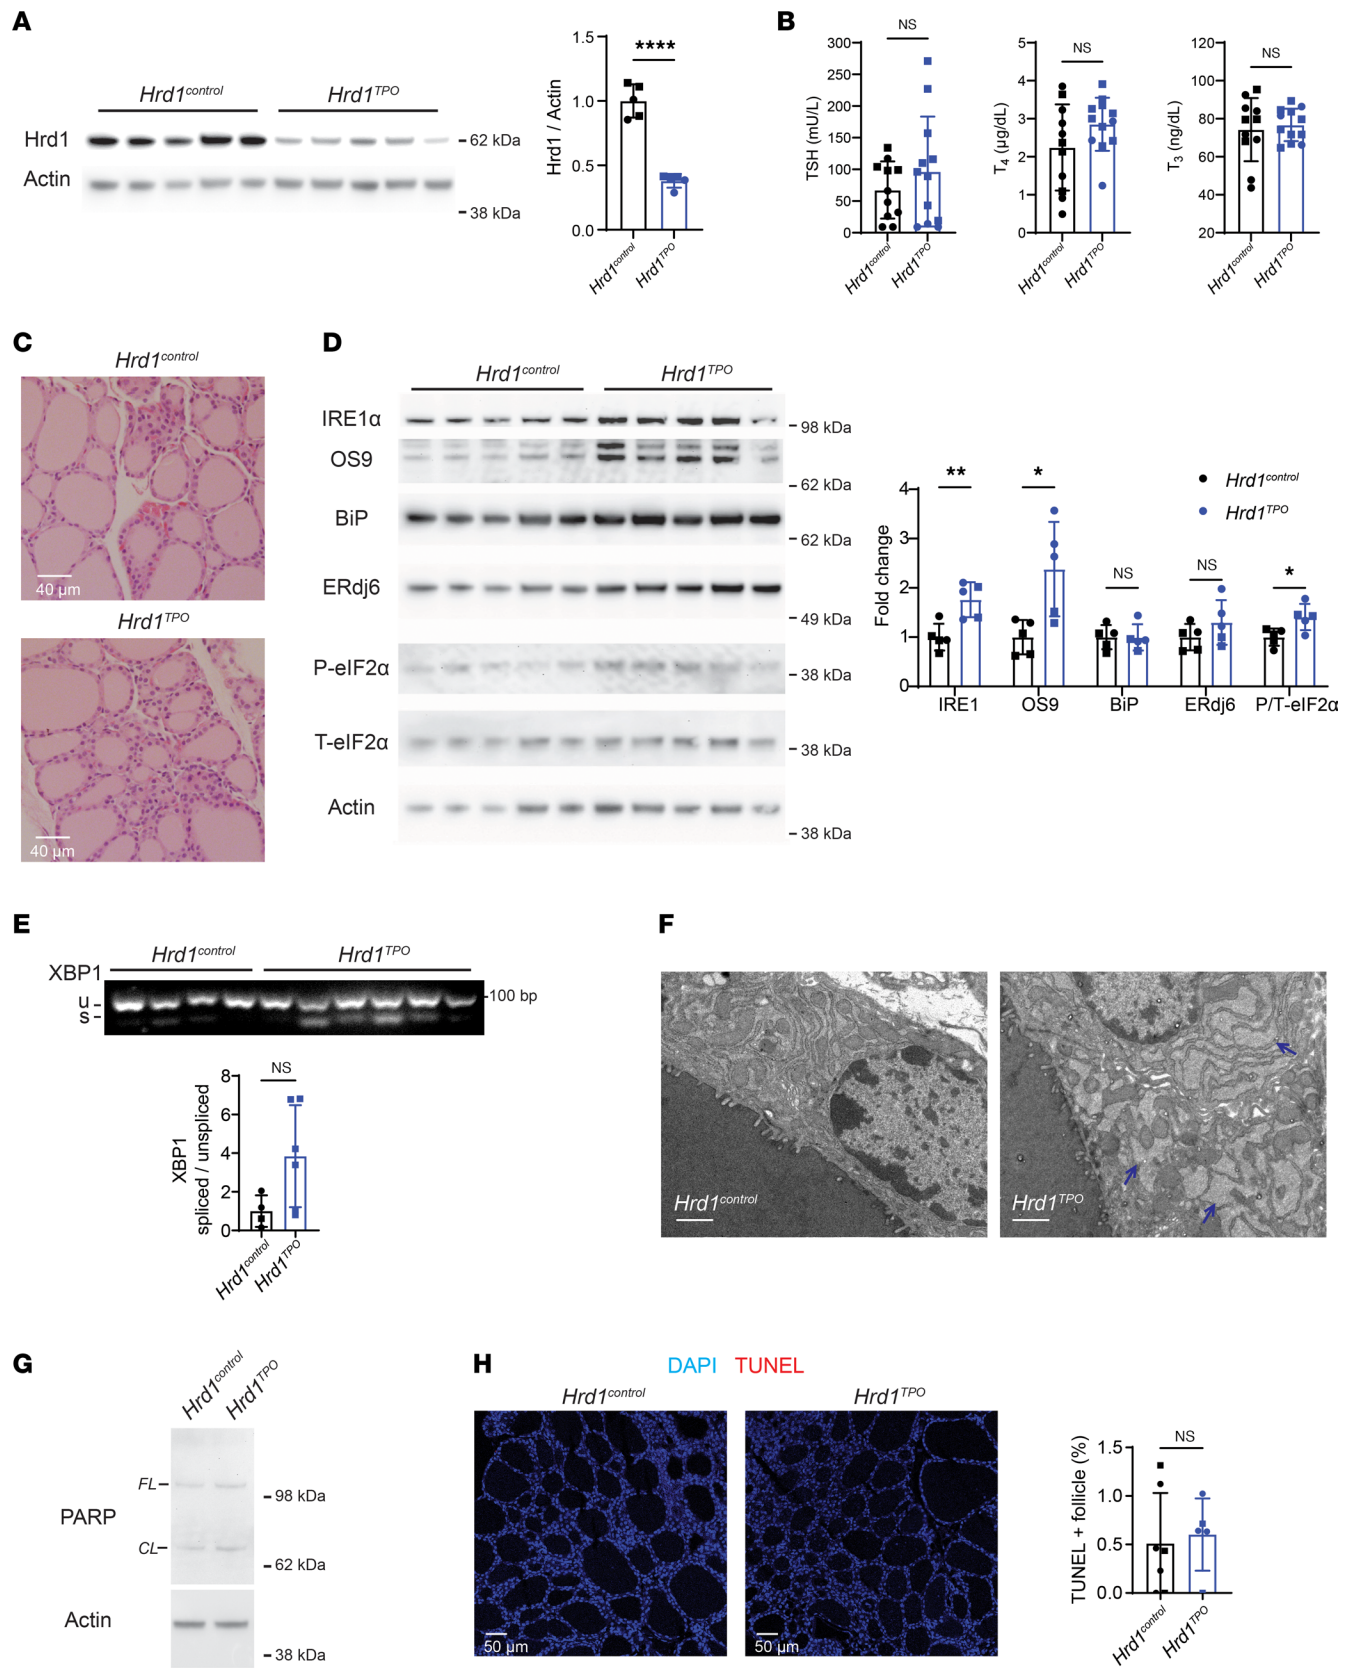 A
Hrd1control
Hrd1TPO
Hrd1
Actin
62 kDa
38 kDa
Hrd1 / Actin
1.5
1.0
0.5
0.0
****
Hrd1control
Hrd1TPO
B
TSH (mU/L)
300
250
200
150
100
50
0
NS
Hrd1control
Hrd1TPO
T4 (µg/dL)
5
4
3
2
1
0
NS
Hrd1control
Hrd1TPO
T3 (ng/dL)
120
100
80
60
40
20
NS
Hrd1control
Hrd1TPO
C
Hrd1control
40 µm
Hrd1TPO
40 µm
D
Hrd1control
Hrd1TPO
IRE1α
98 kDa
OS9
62 kDa
BiP
62 kDa
ERdj6
49 kDa
P-eIF2α
38 kDa
T-eIF2α
38 kDa
Actin
38 kDa
Fold change
4
3
2
1
0
**
*
NS
NS
*
Hrd1control
Hrd1TPO
IRE1
OS9
BiP
ERdj6
P/T-eIF2α
E
Hrd1control
Hrd1TPO
XBP1
u
s
100 bp
XBP1
spliced / unspliced
8
6
4
2
0
NS
Hrd1control
Hrd1TPO
F
Hrd1control
Hrd1TPO
G
Hrd1control
Hrd1TPO
PARP
FL
CL
98 kDa
62 kDa
Actin
38 kDa
H
DAPI TUNEL
Hrd1control
Hrd1TPO
50 µm
50 µm
TUNEL + follicle (%)
1.5
1.0
0.5
0.0
NS
Hrd1control
Hrd1TPO